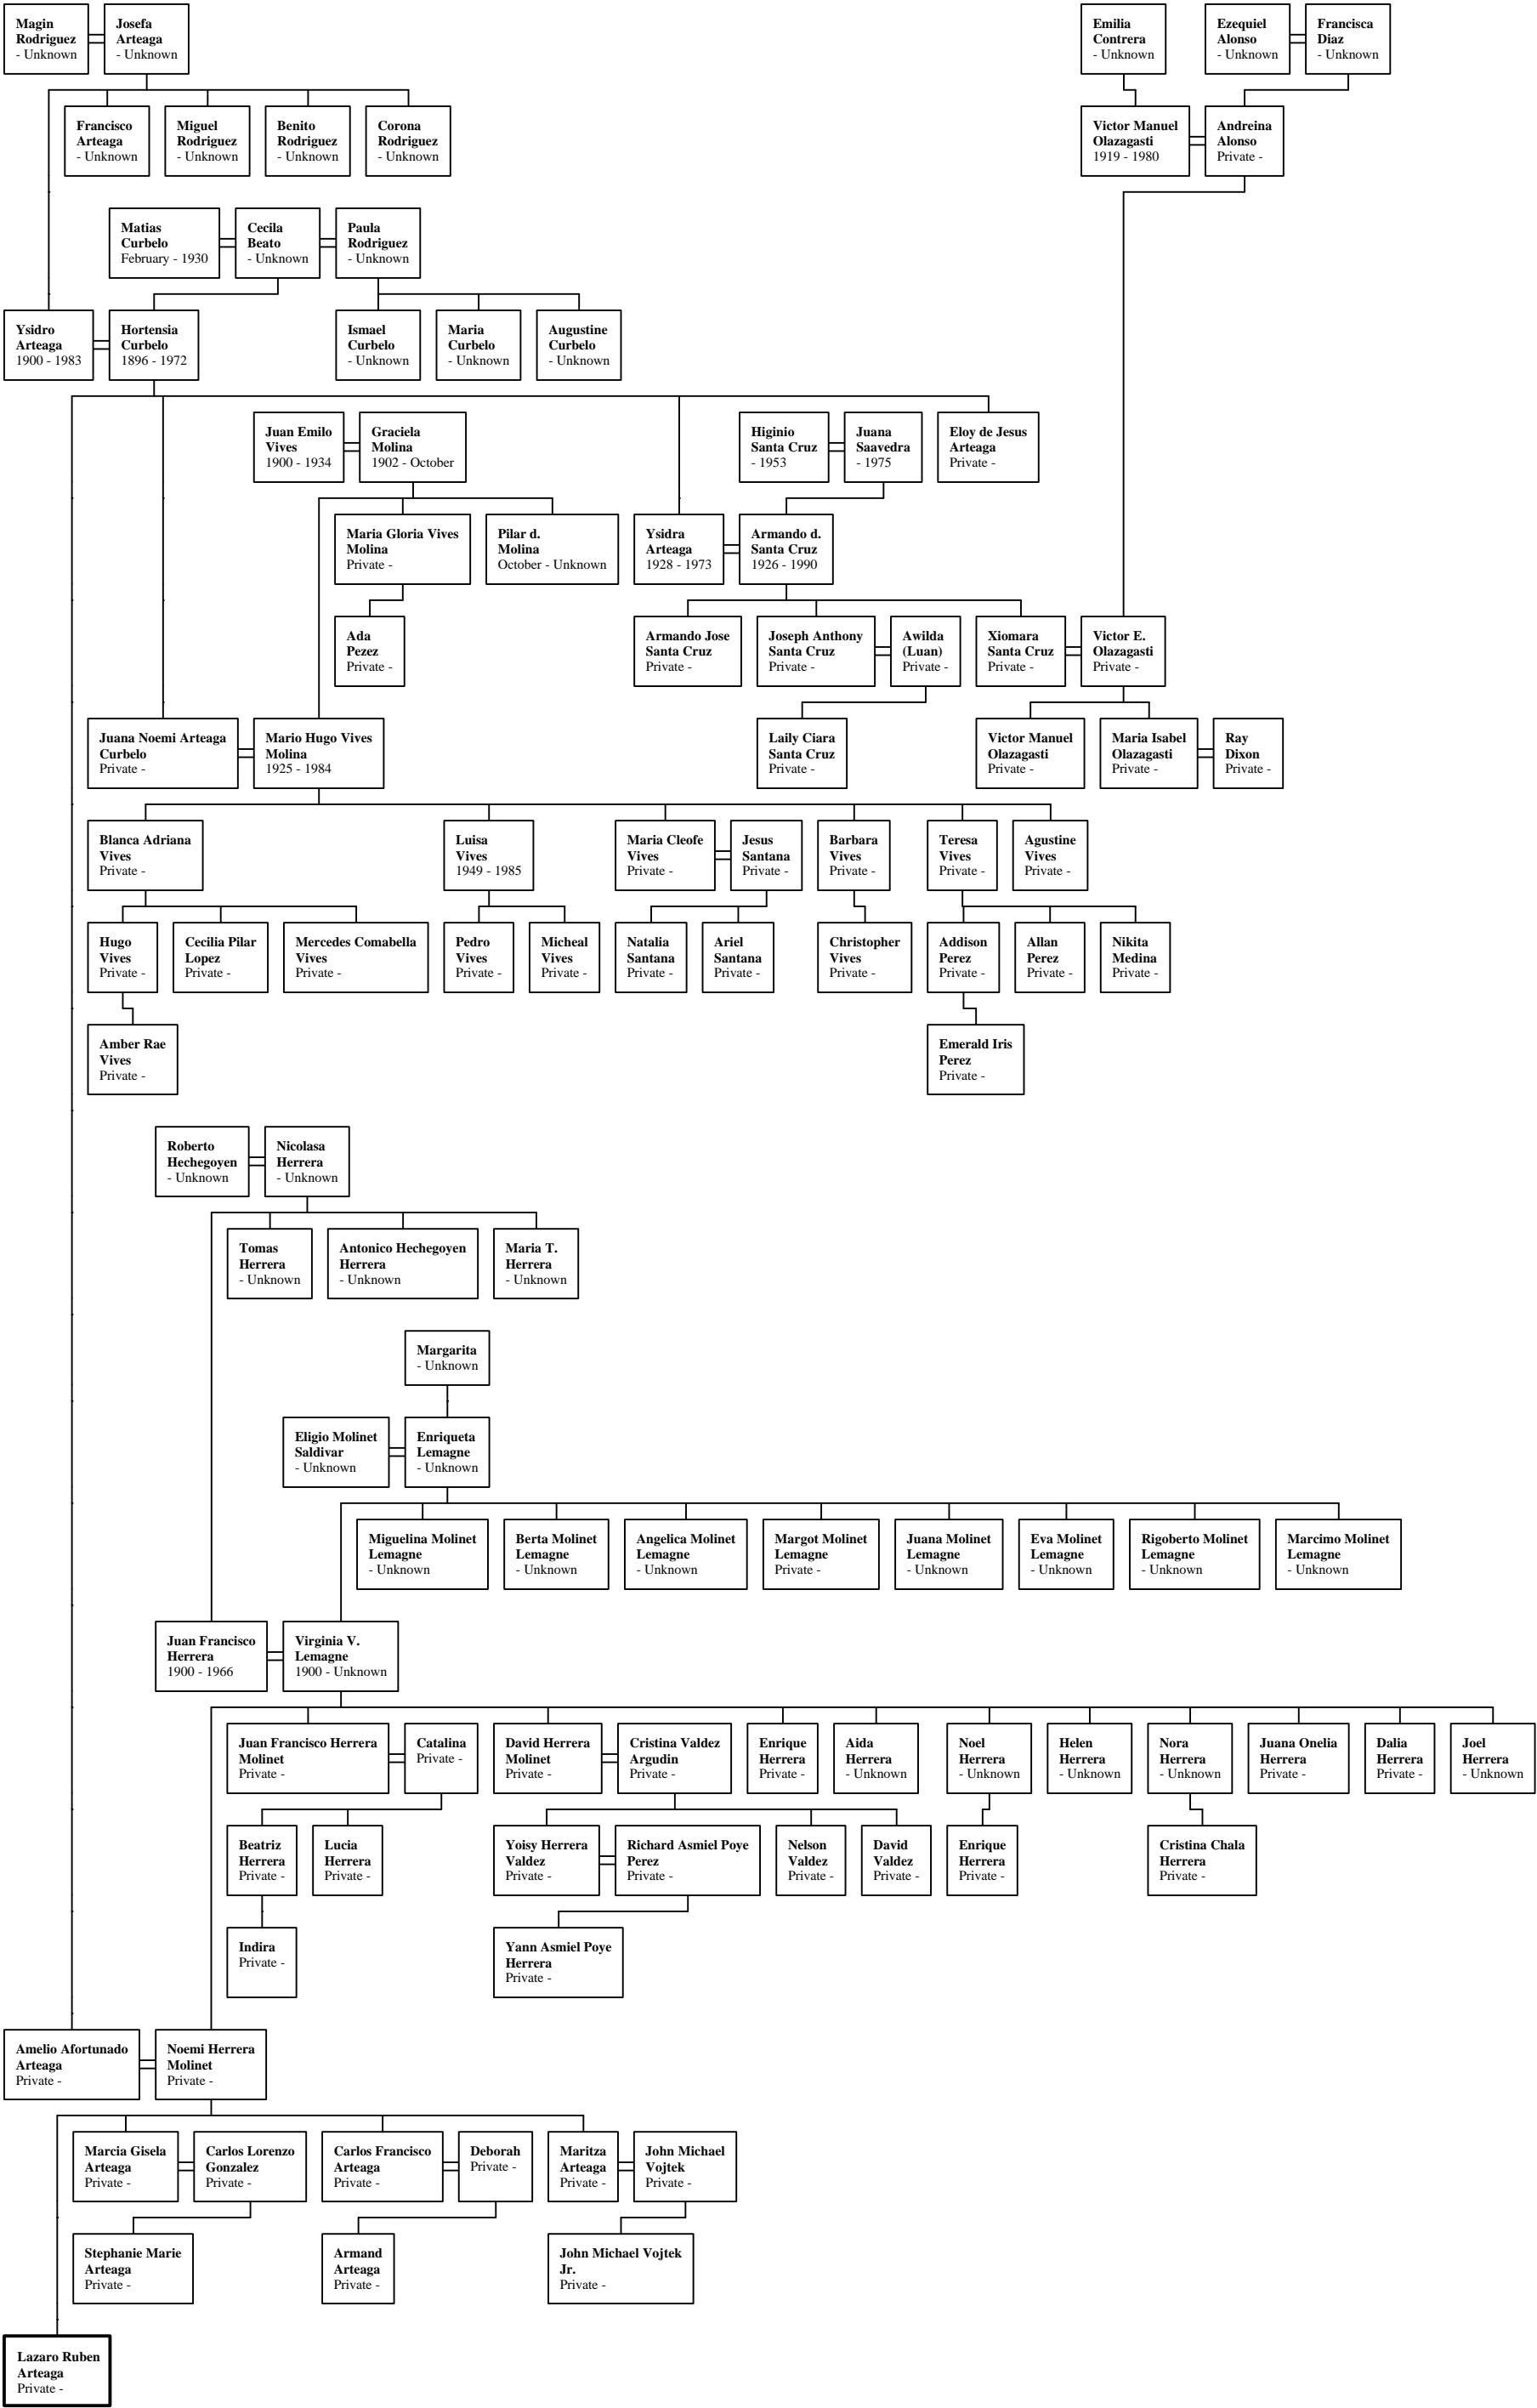 Magin
Rodriguez
- Unknown
Josefa
Arteaga
- Unknown
Emilia
Contrera
- Unknown
Ezequiel
Alonso
- Unknown
Francisca
Diaz
- Unknown
Francisco
Arteaga
- Unknown
Miguel
Rodriguez
- Unknown
Benito
Rodriguez
- Unknown
Corona
Rodriguez
- Unknown
Victor Manuel
Olazagasti
1919 - 1980
Andreina
Alonso
Private -
Matias
Curbelo
February - 1930
Cecila
Beato
- Unknown
Paula
Rodriguez
- Unknown
Ysidro
Arteaga
1900 - 1983
Hortensia
Curbelo
1896 - 1972
Ismael
Curbelo
- Unknown
Maria
Curbelo
- Unknown
Augustine
Curbelo
- Unknown
Juan Emilo
Vives
1900 - 1934
Graciela
Molina
1902 - October
Higinio
Santa Cruz
- 1953
Juana
Saavedra
- 1975
Eloy de Jesus
Arteaga
Private -
Maria Gloria Vives
Molina
Private -
Pilar d.
Molina
October - Unknown
Ysidra
Arteaga
1928 - 1973
Armando d.
Santa Cruz
1926 - 1990
Ada
Pezez
Private -
Armando Jose
Santa Cruz
Private -
Joseph Anthony
Santa Cruz
Private -
Awilda
(Luan)
Private -
Xiomara
Santa Cruz
Private -
Victor E.
Olazagasti
Private -
Juana Noemi Arteaga
Curbelo
Private -
Mario Hugo Vives
Molina
1925 - 1984
Laily Ciara
Santa Cruz
Private -
Victor Manuel
Olazagasti
Private -
Maria Isabel
Olazagasti
Private -
Ray
Dixon
Private -
Blanca Adriana
Vives
Private -
Luisa
Vives
1949 - 1985
Maria Cleofe
Vives
Private -
Jesus
Santana
Private -
Barbara
Vives
Private -
Teresa
Vives
Private -
Agustine
Vives
Private -
Hugo
Vives
Private -
Cecilia Pilar
Lopez
Private -
Mercedes Comabella
Vives
Private -
Pedro
Vives
Private -
Micheal
Vives
Private -
Natalia
Santana
Private -
Ariel
Santana
Private -
Christopher
Vives
Private -
Addison
Perez
Private -
Allan
Perez
Private -
Nikita
Medina
Private -
Amber Rae
Vives
Private -
Emerald Iris
Perez
Private -
Roberto
Hechegoyen
- Unknown
Nicolasa
Herrera
- Unknown
Tomas
Herrera
- Unknown
Antonico Hechegoyen
Herrera
- Unknown
Maria T.
Herrera
- Unknown
Margarita
- Unknown
Eligio Molinet
Saldivar
- Unknown
Enriqueta
Lemagne
- Unknown
Miguelina Molinet
Lemagne
- Unknown
Berta Molinet
Lemagne
- Unknown
Angelica Molinet
Lemagne
- Unknown
Margot Molinet
Lemagne
Private -
Juana Molinet
Lemagne
- Unknown
Eva Molinet
Lemagne
- Unknown
Rigoberto Molinet
Lemagne
- Unknown
Marcimo Molinet
Lemagne
- Unknown
Juan Francisco
Herrera
1900 - 1966
Virginia V.
Lemagne
1900 - Unknown
Juan Francisco Herrera
Molinet
Private -
Catalina
Private -
David Herrera
Molinet
Private -
Cristina Valdez
Argudin
Private -
Enrique
Herrera
Private -
Aida
Herrera
- Unknown
Noel
Herrera
- Unknown
Helen
Herrera
- Unknown
Nora
Herrera
- Unknown
Juana Onelia
Herrera
Private -
Dalia
Herrera
Private -
Joel
Herrera
- Unknown
Beatriz
Herrera
Private -
Lucia
Herrera
Private -
Yoisy Herrera
Valdez
Private -
Richard Asmiel Poye
Perez
Private -
Nelson
Valdez
Private -
David
Valdez
Private -
Enrique
Herrera
Private -
Cristina Chala
Herrera
Private -
Indira
Private -
Yann Asmiel Poye
Herrera
Private -
Amelio Afortunado
Arteaga
Private -
Noemi Herrera
Molinet
Private -
Marcia Gisela
Arteaga
Private -
Carlos Lorenzo
Gonzalez
Private -
Carlos Francisco
Arteaga
Private -
Deborah
Private -
Maritza
Arteaga
Private -
John Michael
Vojtek
Private -
Stephanie Marie
Arteaga
Private -
Armand
Arteaga
Private -
John Michael Vojtek
Jr.
Private -
Lazaro Ruben
Arteaga
Private -